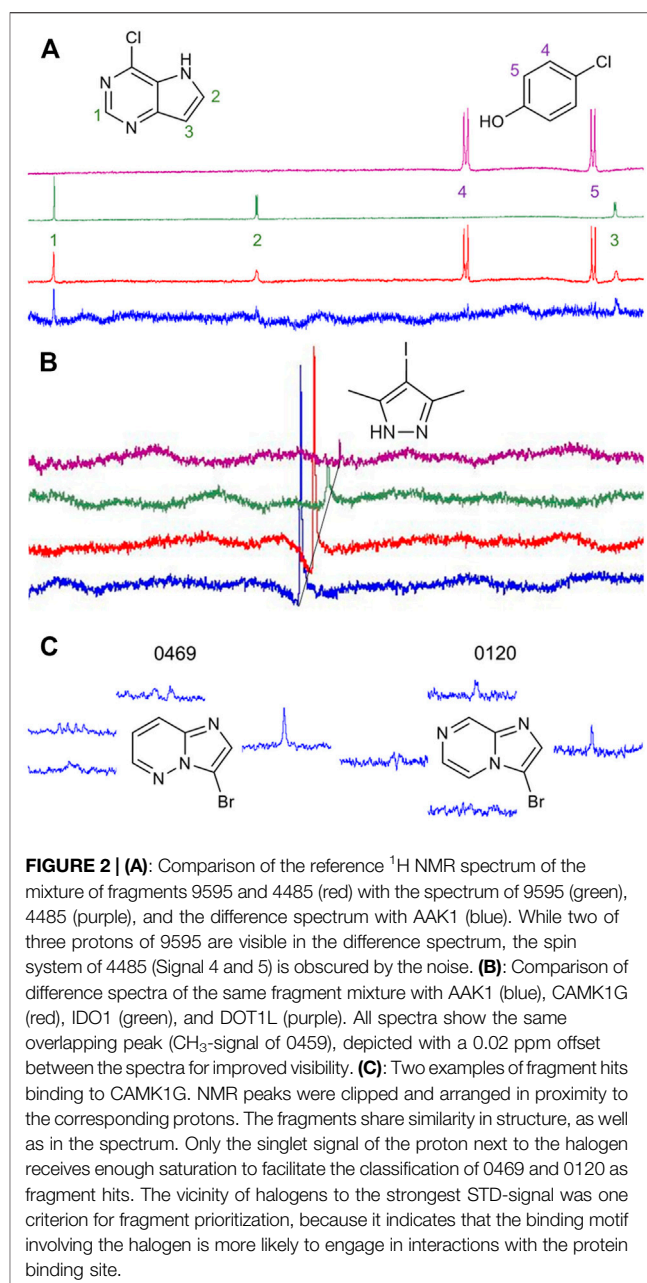 A
Cl
H
N
N
N
1
2
3
4
5
Cl
HO
4
5
1
2
3
B
I
HN
N
C
0469
0120
N
N
N
Br
N
N
N
Br
FIGURE 2 | (A): Comparison of the reference ¹H NMR spectrum of the
mixture of fragments 9595 and 4485 (red) with the spectrum of 9595 (green),
4485 (purple), and the difference spectrum with AAK1 (blue). While two of
three protons of 9595 are visible in the difference spectrum, the spin
system of 4485 (Signal 4 and 5) is obscured by the noise. (B): Comparison of
difference spectra of the same fragment mixture with AAK1 (blue), CAMK1G
(red), IDO1 (green), and DOT1L (purple). All spectra show the same
overlapping peak (CH₃-signal of 0459), depicted with a 0.02 ppm offset
between the spectra for improved visibility. (C): Two examples of fragment hits
binding to CAMK1G. NMR peaks were clipped and arranged in proximity to
the corresponding protons. The fragments share similarity in structure, as well
as in the spectrum. Only the singlet signal of the proton next to the halogen
receives enough saturation to facilitate the classification of 0469 and 0120 as
fragment hits. The vicinity of halogens to the strongest STD-signal was one
criterion for fragment prioritization, because it indicates that the binding motif
involving the halogen is more likely to engage in interactions with the protein
binding site.